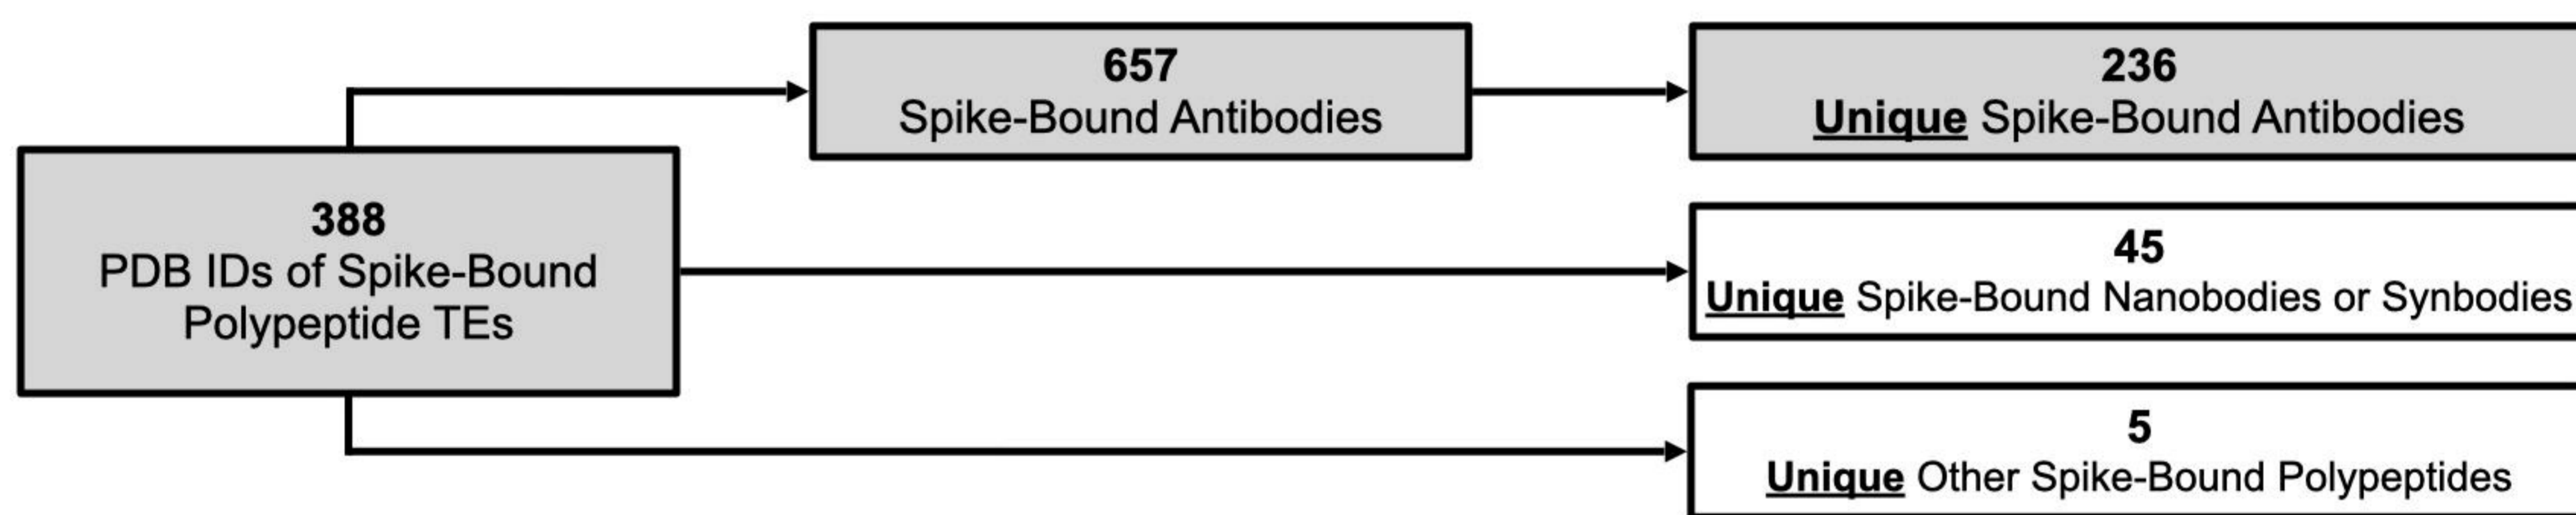 657
Spike-Bound Antibodies
236
Unique Spike-Bound Antibodies
388
PDB IDs of Spike-Bound
Polypeptide TEs
45
Unique Spike-Bound Nanobodies or Synbodies
5
Unique Other Spike-Bound Polypeptides